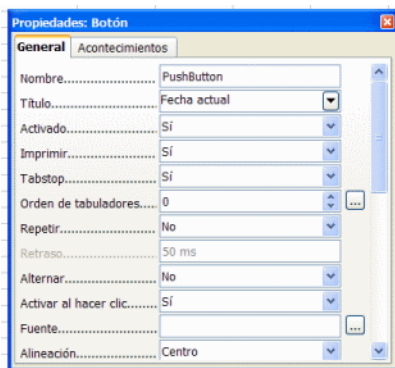 Propiedades: Botón
General Acontecimientos
Nombre........................ PushButton
Título........................... Fecha actual
Activado...................... Sí
Imprimir....................... Sí
Tabstop....................... Sí
Orden de tabuladores..... 0 ...
Repetir........................ No
Retraso....................... 50 ms
Alternar....................... No
Activar al hacer clic........ Sí
Fuente......................... ...
Alineación.................... Centro